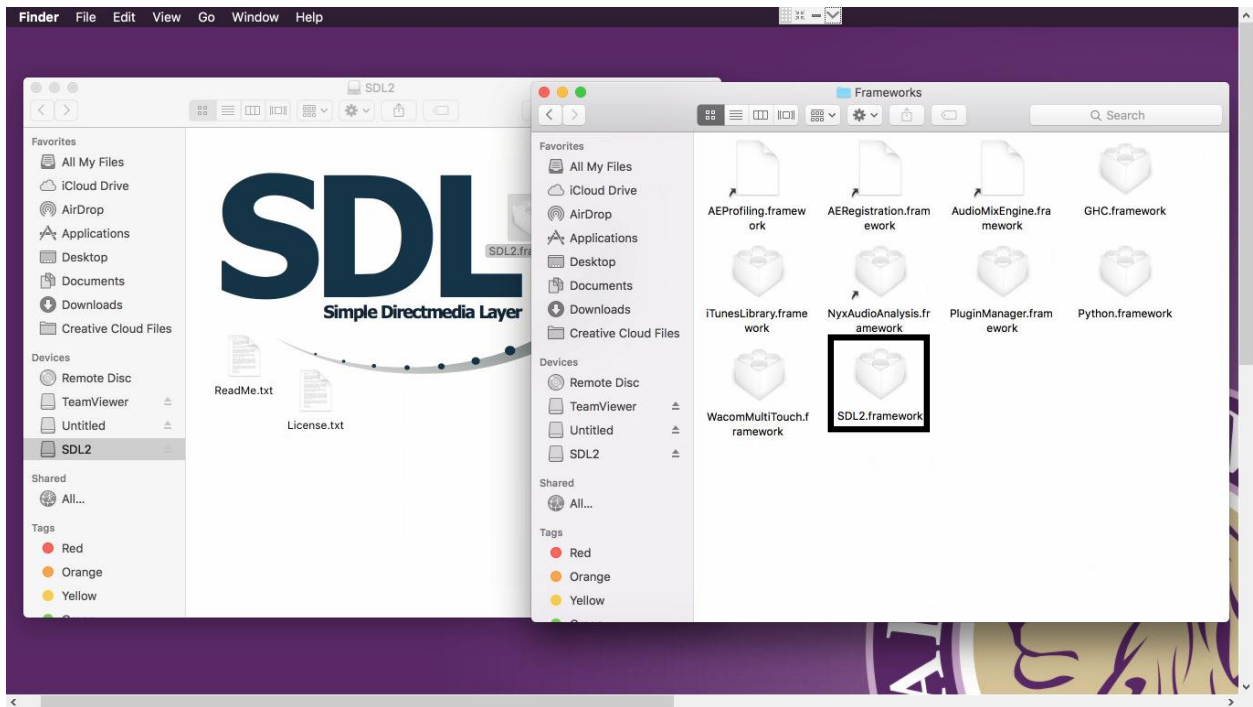 Finder File Edit View Go Window Help
SDL2
Favorites
All My Files
iCloud Drive
AirDrop
Applications
Desktop
Documents
Downloads
Creative Cloud Files
Devices
Remote Disc
TeamViewer
Untitled
SDL2
Shared
All...
Tags
Red
Orange
Yellow
SDL
Simple Directmedia Layer
SDL2.fra
ReadMe.txt
License.txt
Frameworks
Search
Favorites
All My Files
iCloud Drive
AirDrop
Applications
Desktop
Documents
Downloads
Creative Cloud Files
Devices
Remote Disc
TeamViewer
Untitled
SDL2
Shared
All...
Tags
Red
Orange
Yellow
AEProfiling.framew
ork
AERegistration.fram
ework
AudioMixEngine.fra
mework
GHC.framework
iTunesLibrary.frame
work
NyxAudioAnalysis.fr
amework
PluginManager.fram
ework
Python.framework
WacomMultiTouch.f
ramework
SDL2.framework